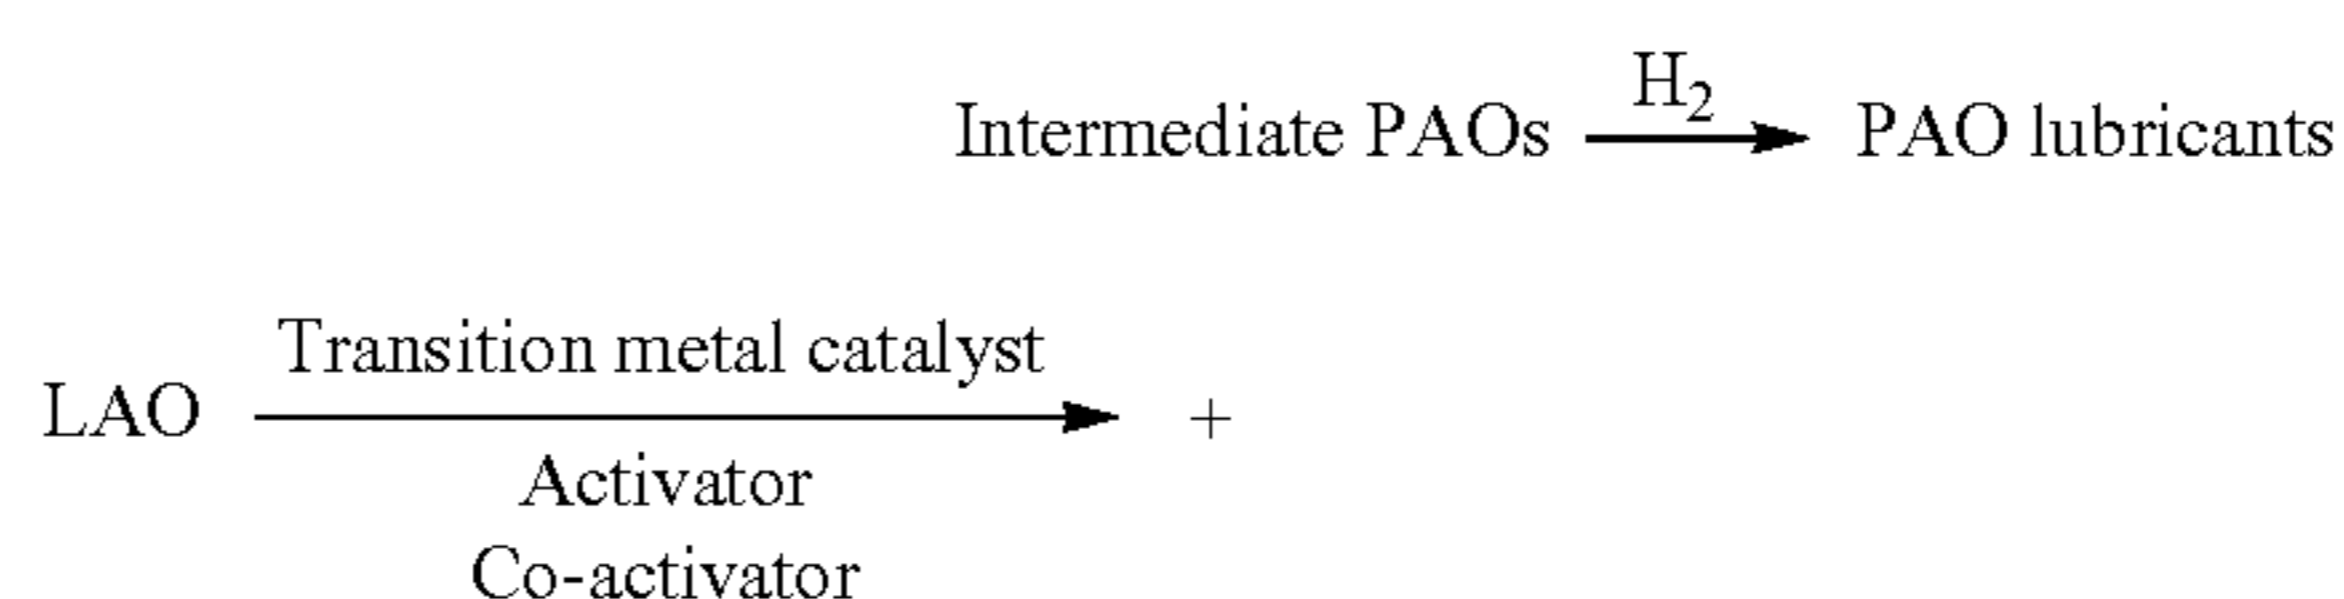 H₂
Intermediate PAOs → PAO lubricants
Transition metal catalyst
LAO → +
Activator
Co-activator